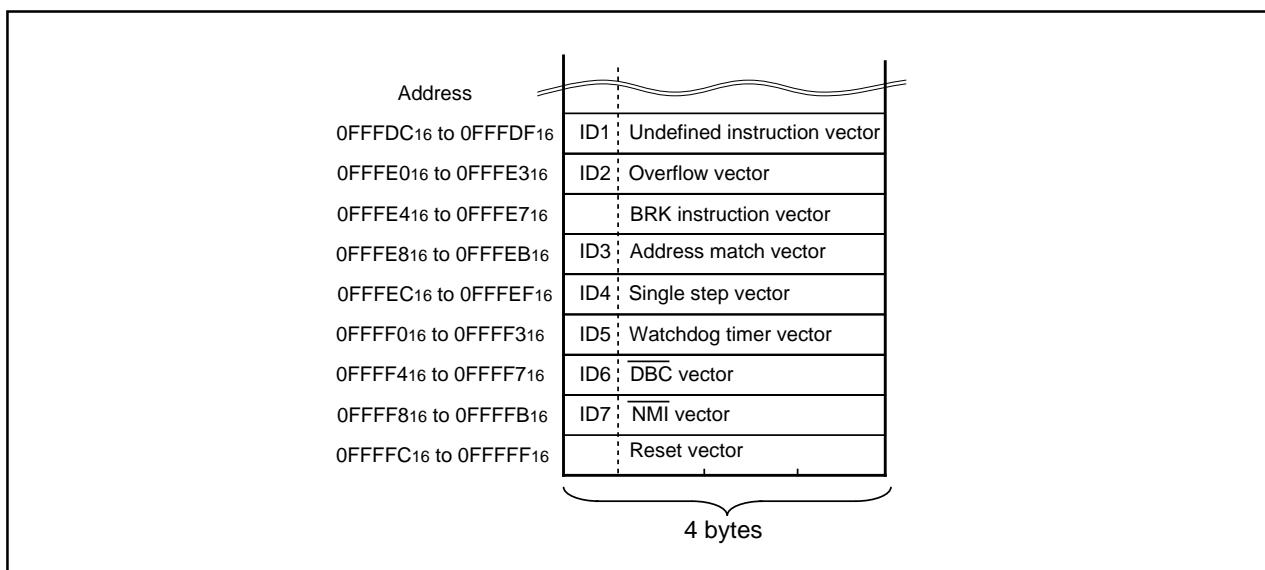 Address
0FFFDC16 to 0FFFDF16 ID1 Undefined instruction vector
0FFFE016 to 0FFFE316 ID2 Overflow vector
0FFFE416 to 0FFFE716 BRK instruction vector
0FFFE816 to 0FFFEB16 ID3 Address match vector
0FFFEC16 to 0FFFEF16 ID4 Single step vector
0FFFF016 to 0FFFF316 ID5 Watchdog timer vector
0FFFF416 to 0FFFF716 ID6 DBC vector
0FFFF816 to 0FFFFB16 ID7 NMI vector
0FFFFC16 to 0FFFFF16 Reset vector
4 bytes